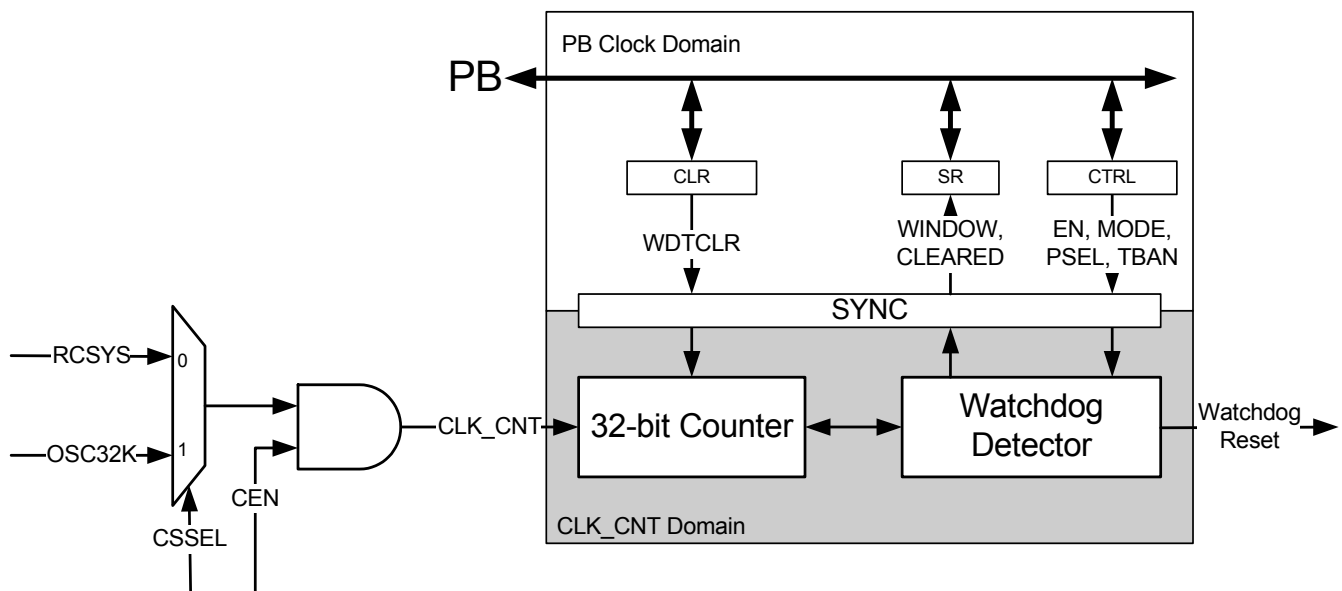 PB Clock Domain
PB
CLR
SR
CTRL
WDTCLR
WINDOW,
CLEARED
EN, MODE,
PSEL, TBAN
SYNC
RCSYS
0
OSC32K
1
CSSEL
CEN
CLK_CNT
32-bit Counter
Watchdog
Detector
Watchdog
Reset
CLK_CNT Domain